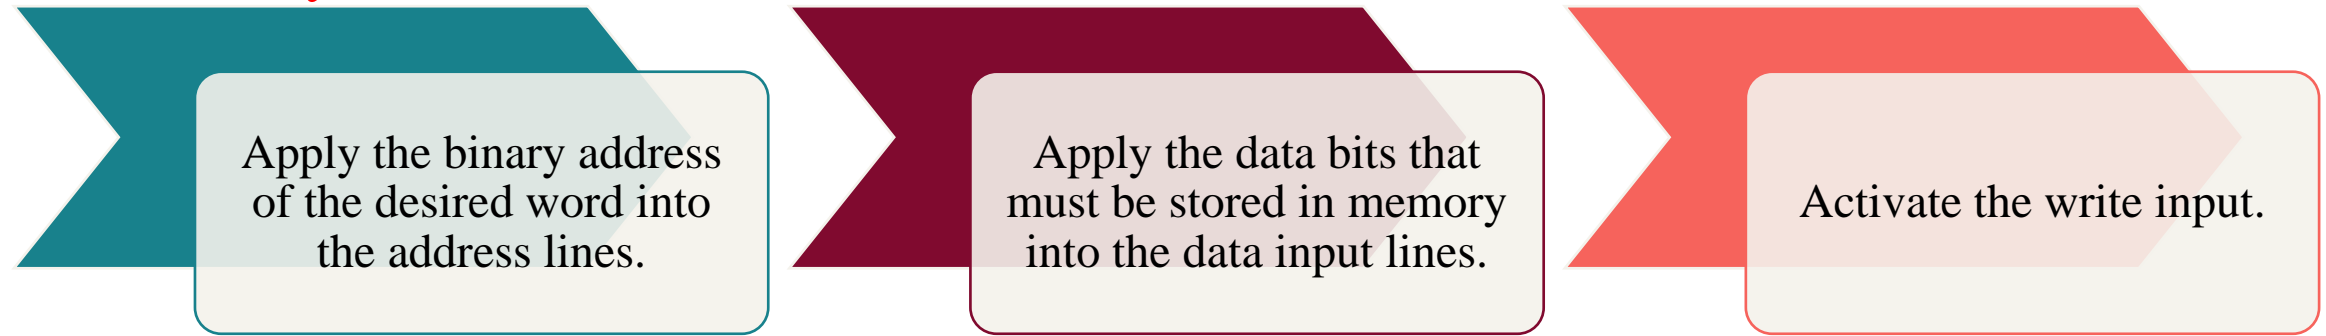 Apply the binary address
of the desired word into
the address lines.
Apply the data bits that
must be stored in memory
into the data input lines.
Activate the write input.